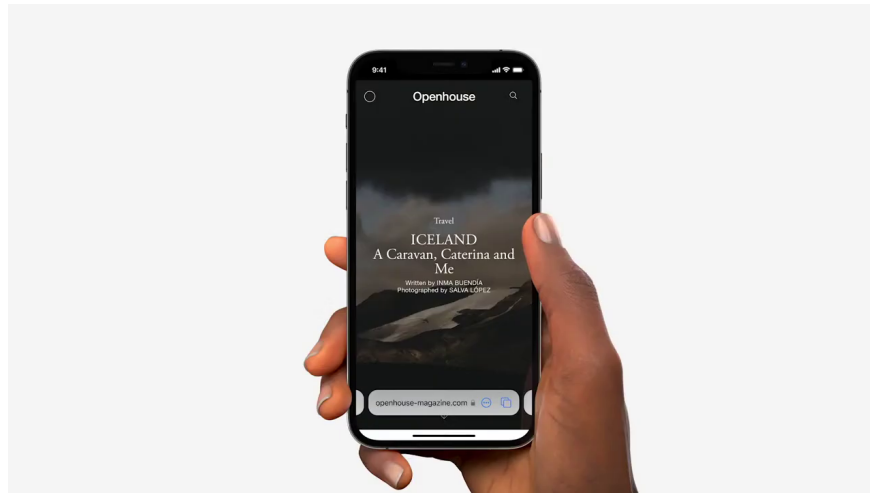 9:41
Openhouse
Travel
ICELAND
A Caravan, Caterina and
Me
Written by INMA BUENDÍA
Photographed by SALVA LÓPEZ
openhouse-magazine.com